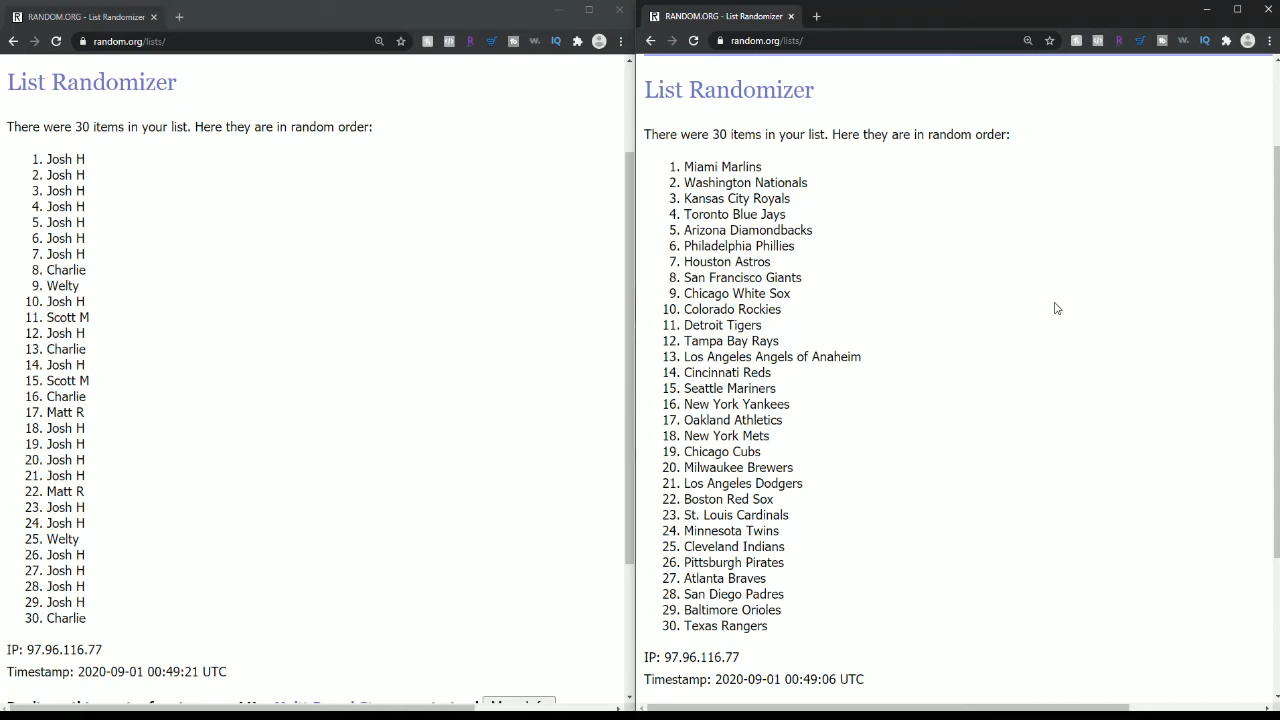 RANDOM.ORG - List Randomizer
random.org/lists/
List Randomizer
There were 30 items in your list. Here they are in random order:
1. Josh H
2. Josh H
3. Josh H
4. Josh H
5. Josh H
6. Josh H
7. Josh H
8. Charlie
9. Welty
10. Josh H
11. Scott M
12. Josh H
13. Charlie
14. Josh H
15. Scott M
16. Charlie
17. Matt R
18. Josh H
19. Josh H
20. Josh H
21. Josh H
22. Matt R
23. Josh H
24. Josh H
25. Welty
26. Josh H
27. Josh H
28. Josh H
29. Josh H
30. Charlie
IP: 97.96.116.77
Timestamp: 2020-09-01 00:49:21 UTC
RANDOM.ORG - List Randomizer
random.org/lists/
List Randomizer
There were 30 items in your list. Here they are in random order:
1. Miami Marlins
2. Washington Nationals
3. Kansas City Royals
4. Toronto Blue Jays
5. Arizona Diamondbacks
6. Philadelphia Phillies
7. Houston Astros
8. San Francisco Giants
9. Chicago White Sox
10. Colorado Rockies
11. Detroit Tigers
12. Tampa Bay Rays
13. Los Angeles Angels of Anaheim
14. Cincinnati Reds
15. Seattle Mariners
16. New York Yankees
17. Oakland Athletics
18. New York Mets
19. Chicago Cubs
20. Milwaukee Brewers
21. Los Angeles Dodgers
22. Boston Red Sox
23. St. Louis Cardinals
24. Minnesota Twins
25. Cleveland Indians
26. Pittsburgh Pirates
27. Atlanta Braves
28. San Diego Padres
29. Baltimore Orioles
30. Texas Rangers
IP: 97.96.116.77
Timestamp: 2020-09-01 00:49:06 UTC